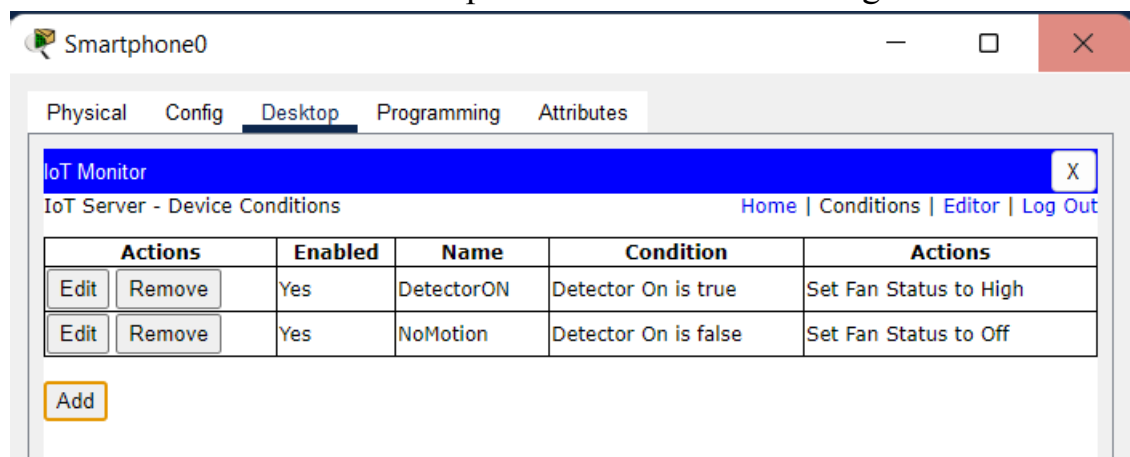 Smartphone0
Physical Config Desktop Programming Attributes
IoT Monitor X
IoT Server - Device Conditions Home | Conditions | Editor | Log Out
Actions Enabled Name Condition Actions
Edit Remove Yes DetectorON Detector On is true Set Fan Status to High
Edit Remove Yes NoMotion Detector On is false Set Fan Status to Off
Add